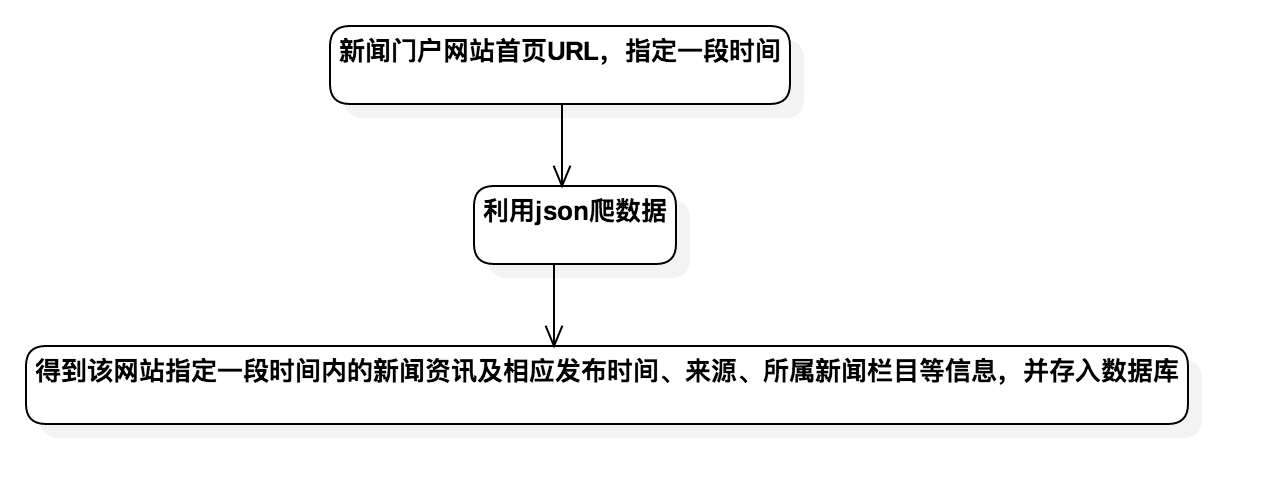 新闻门户网站首页URL，指定一段时间
利用json爬数据
得到该网站指定一段时间内的新闻资讯及相应发布时间、来源、所属新闻栏目等信息，并存入数据库